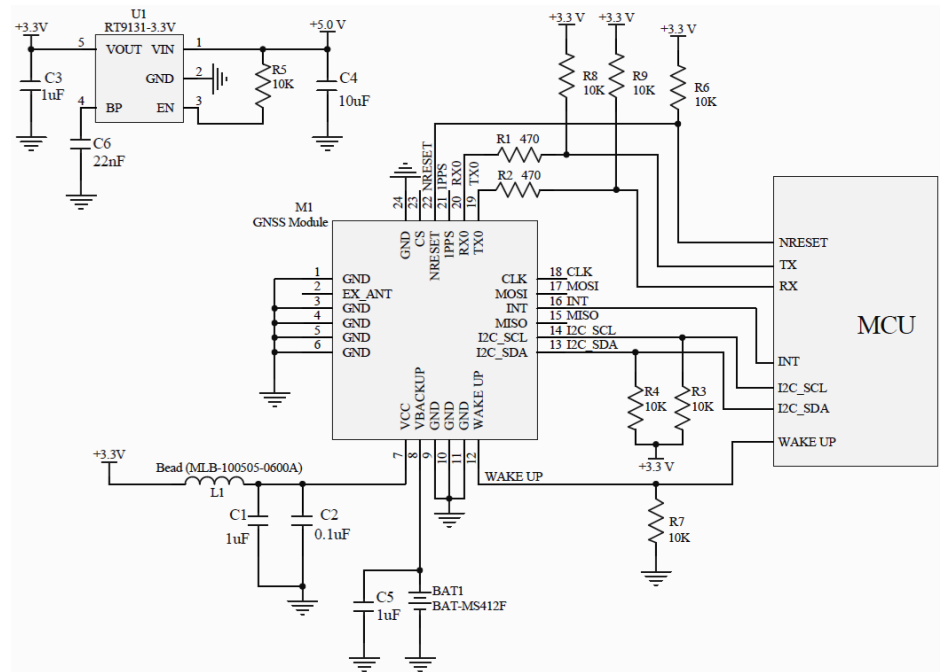 U1
RT9131-3.3V
+3.3V
5 VOUT VIN 1
+5.0 V
GND 2
4 BP EN 3
C3
1uF
R5
10K
C4
10uF
C6
22nF
+3.3 V
+3.3 V
+3.3 V
R8
10K
R9
10K
R6
10K
R1 470
R2 470
24 GND
23 CS
22 NRESET NRESET
21 1PPS 1PPS
20 RX0 RX0
19 TX0 TX0
M1
GNSS Module
1 GND
2 EX_ANT
3 GND
4 GND
5 GND
6 GND
CLK 18 CLK
MOSI 17 MOSI
INT 16 INT
MISO 15 MISO
I2C_SCL 14 I2C_SCL
I2C_SDA 13 I2C_SDA
VCC 7
VBACKUP 8
GND 9
GND 10
GND 11
WAKE UP 12
NRESET
TX
RX
MCU
INT
I2C_SCL
I2C_SDA
WAKE UP
R4
10K
R3
10K
+3.3 V
WAKE UP
R7
10K
+3.3V
Bead (MLB-100505-0600A)
L1
C1
1uF
C2
0.1uF
C5
1uF
BAT1
BAT-MS412F